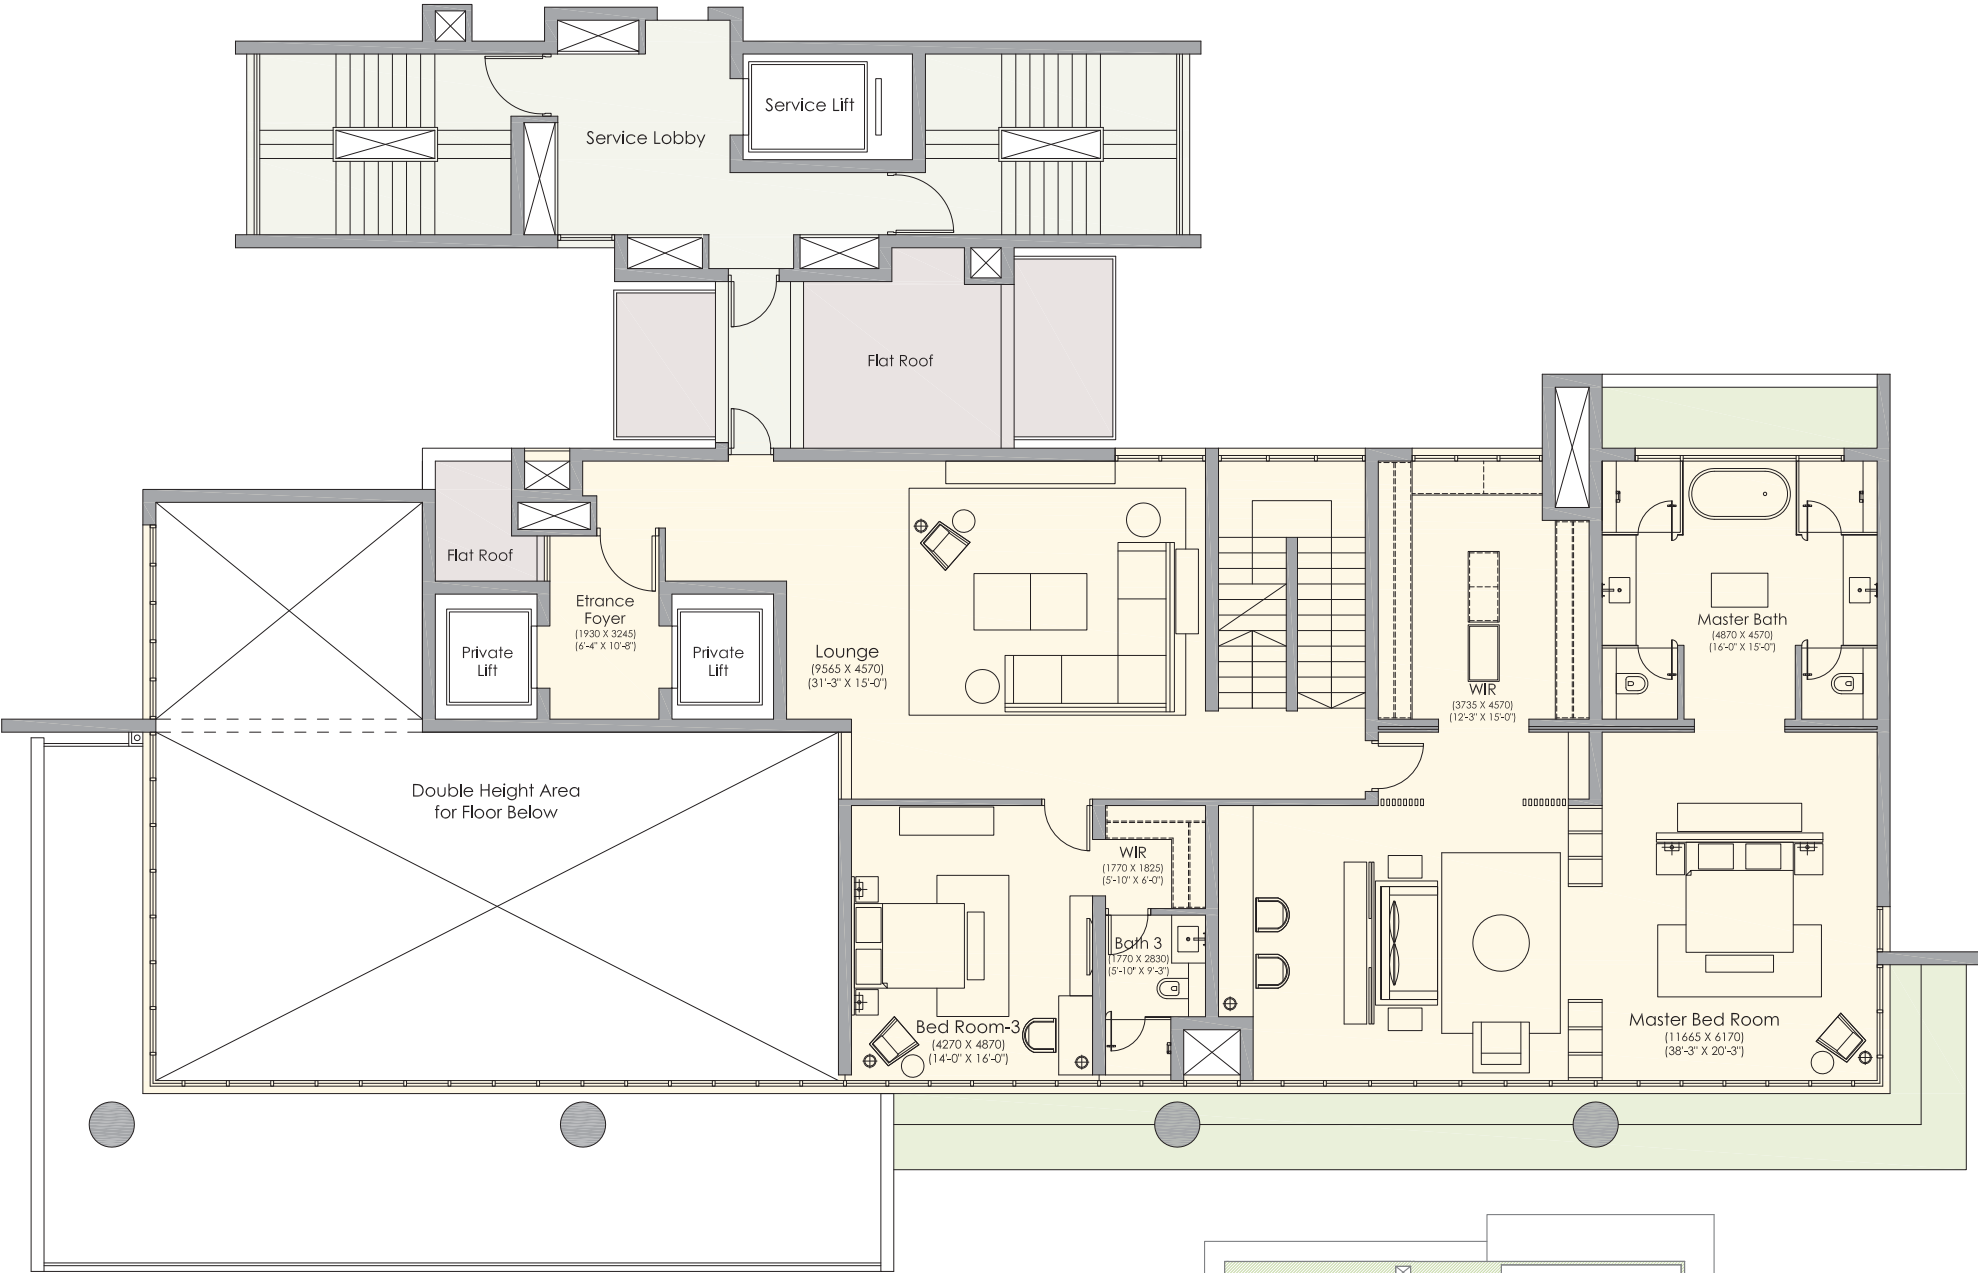 Service Lift
Service Lobby
Flat Roof
Flat Roof
Etrance
Foyer
(1930 X 3245)
(6'-4" X 10'-8")
Private
Lift
Private
Lift
Lounge
(9565 X 4570)
(31'-3" X 15'-0")
WIR
(3735 X 4570)
(12'-3" X 15'-0")
Master Bath
(4870 X 4570)
(16'-0" X 15'-0")
Double Height Area
for Floor Below
WIR
(1770 X 1825)
(5'-10" X 6'-0")
Bath 3
(1770 X 2830)
(5'-10" X 9'-3")
Bed Room-3
(4270 X 4870)
(14'-0" X 16'-0")
Master Bed Room
(11665 X 6170)
(38'-3" X 20'-3")